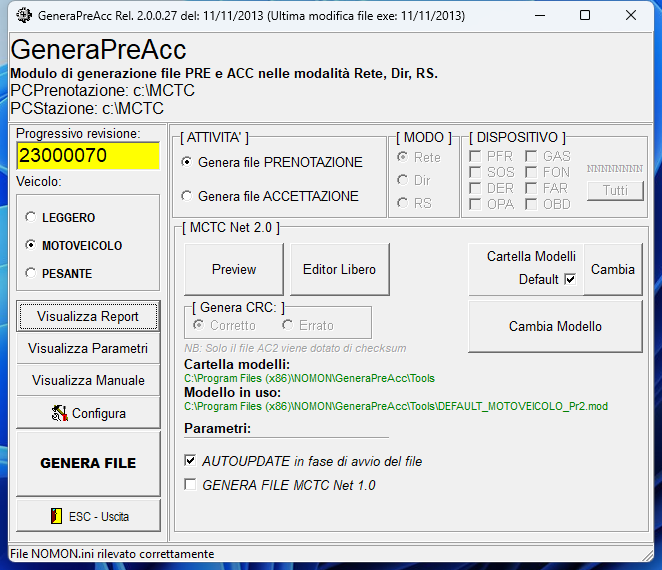 GeneraPreAcc Rel. 2.0.0.27 del: 11/11/2013 (Ultima modifica file exe: 11/11/2013)
GeneraPreAcc
Modulo di generazione file PRE e ACC nelle modalità Rete, Dir, RS.
PCPrenotazione: c:\MCTC
PCStazione: c:\MCTC
Progressivo revisione:
23000070
Veicolo:
LEGGERO
MOTOVEICOLO
PESANTE
Visualizza Report
Visualizza Parametri
Visualizza Manuale
Configura
GENERA FILE
ESC - Uscita
[ ATTIVITA' ]
Genera file PRENOTAZIONE
Genera file ACCETTAZIONE
[ MODO ]
Rete
Dir
RS
[ DISPOSITIVO ]
PFR GAS
SOS FON
DER FAR
OPA OBD
NNNNNNNN
Tutti
[ MCTC Net 2.0 ]
Preview
Editor Libero
Cartella Modelli
Default
Cambia
Cambia Modello
[ Genera CRC: ]
Corretto Errato
NB: Solo il file AC2 viene dotato di checksum
Cartella modelli:
C:\Program Files (x86)\NOMON\GeneraPreAcc\Tools
Modello in uso:
C:\Program Files (x86)\NOMON\GeneraPreAcc\Tools\DEFAULT_MOTOVEICOLO_Pr2.mod
Parametri:
AUTOUPDATE in fase di avvio del file
GENERA FILE MCTC Net 1.0
File NOMON.ini rilevato correttamente